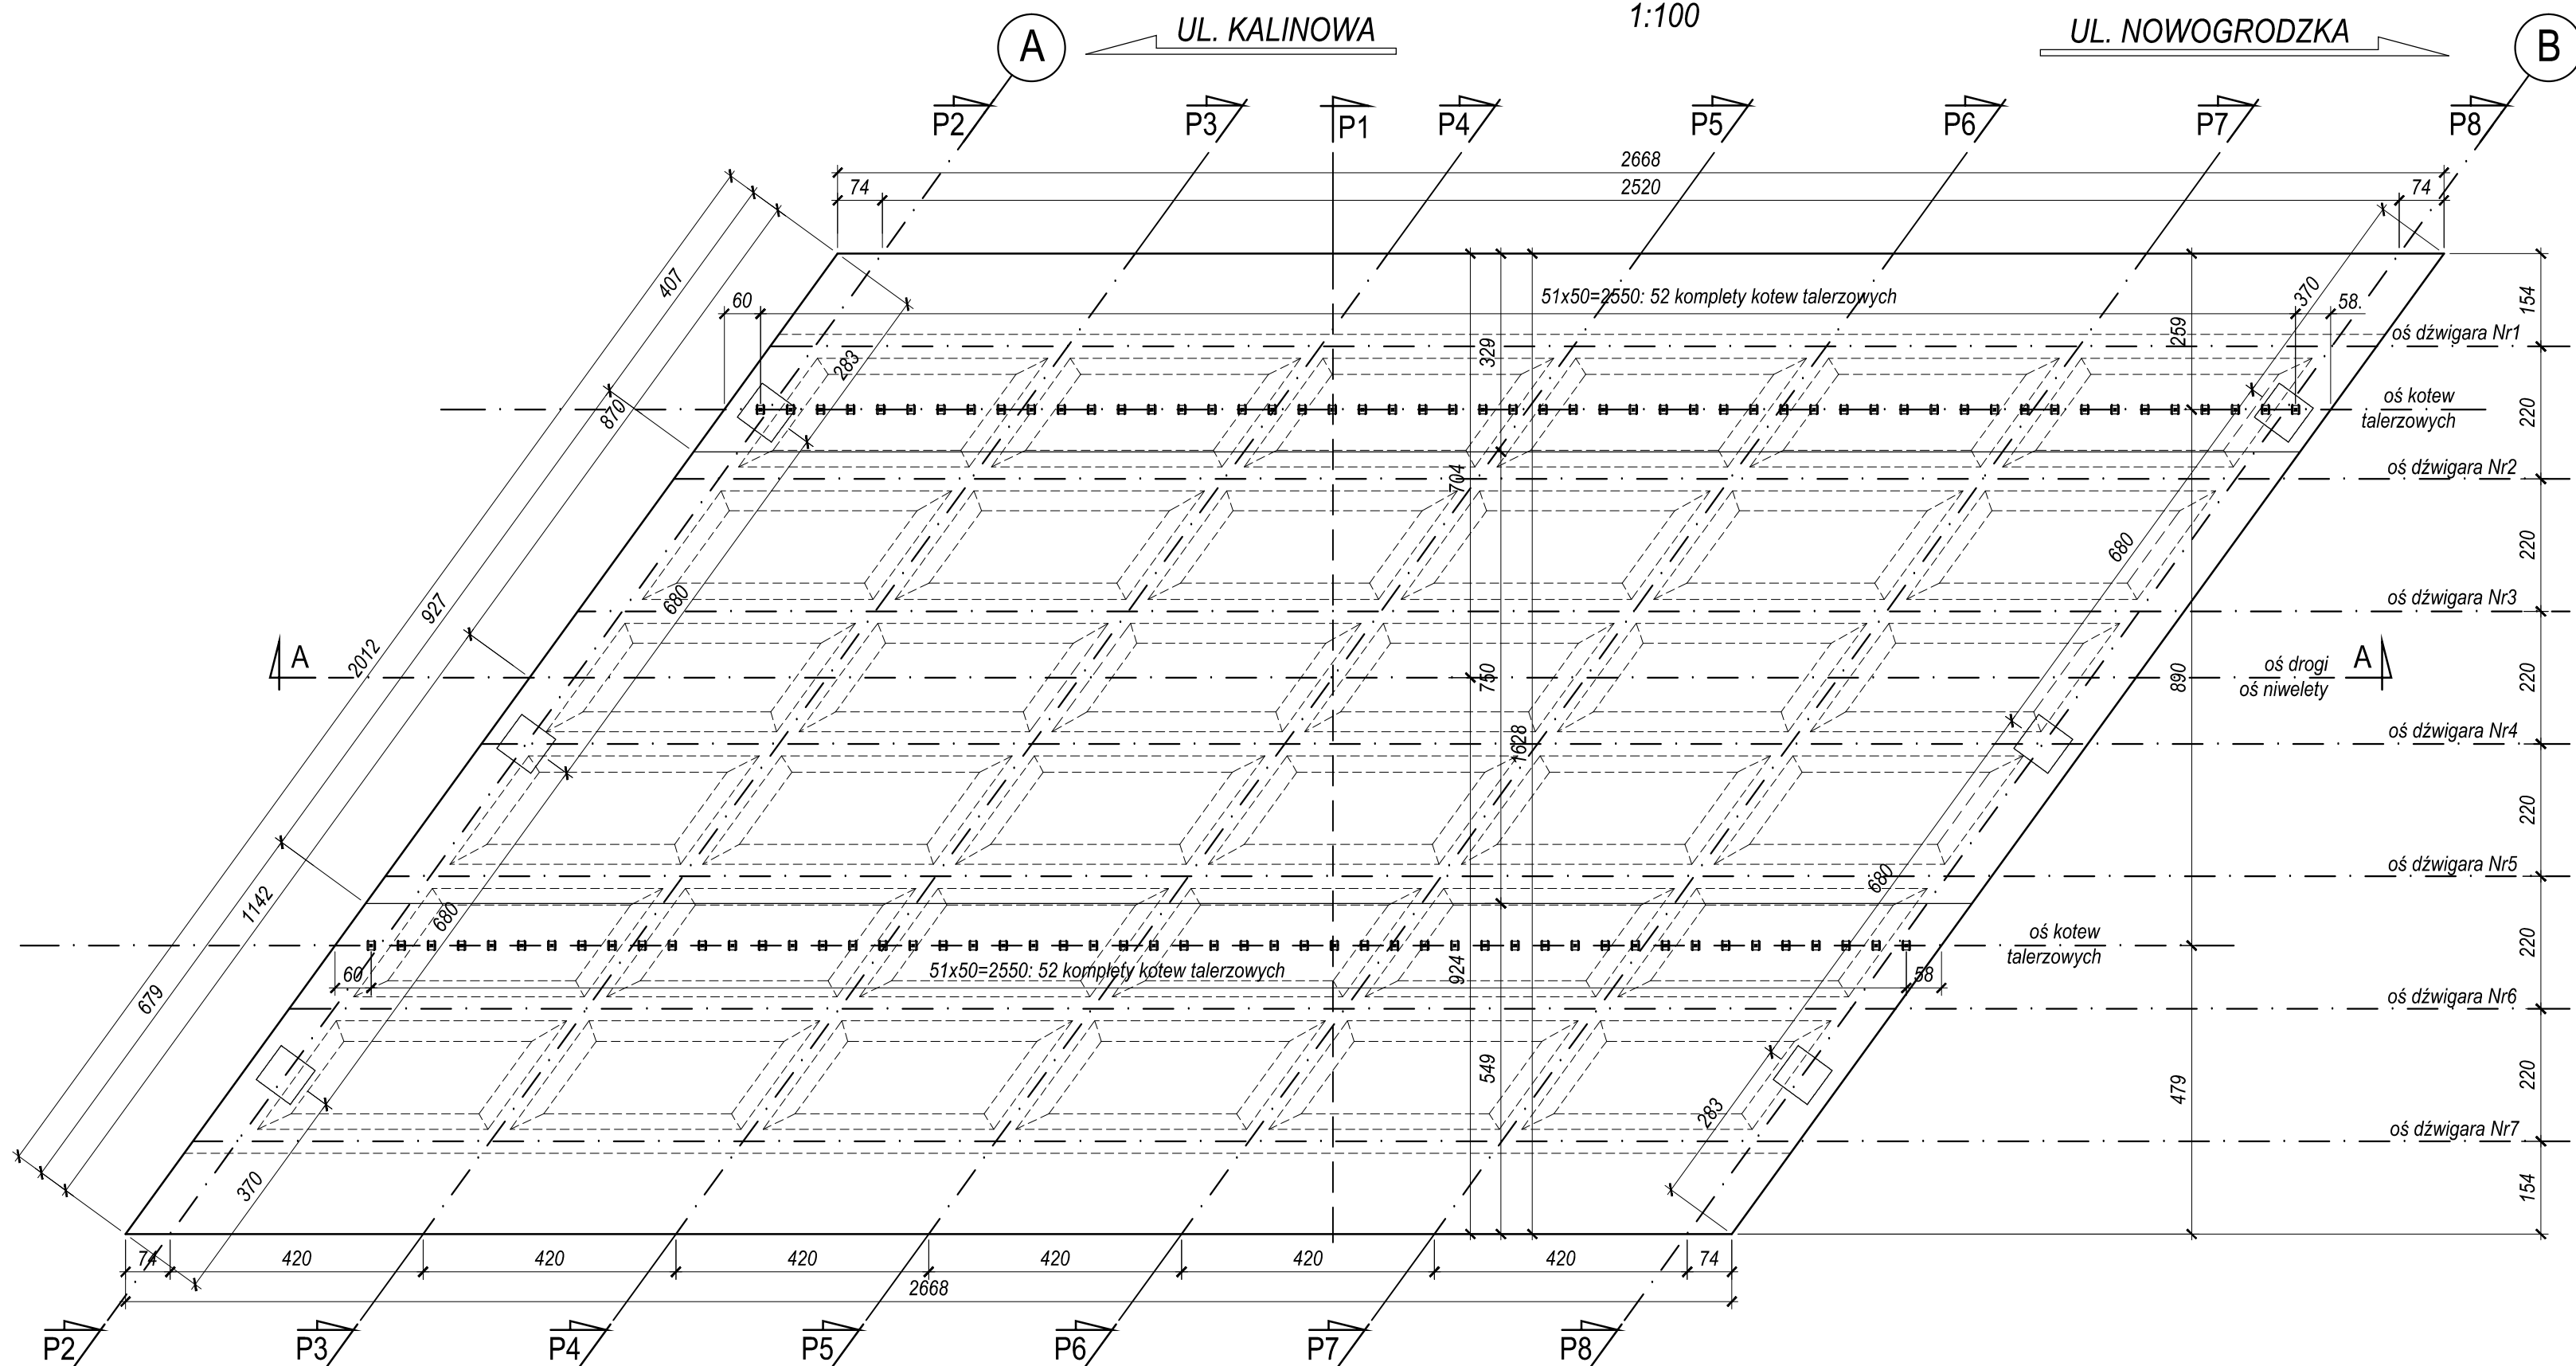 1:100
A
UL. KALINOWA
UL. NOWOGRODZKA
B
P2
P3
P1
P4
P5
P6
P7
P8
2668
74
2520
74
407
60
51x50=2550: 52 komplety kotew talerzowych
370
58.
154
259
oś dźwigara Nr1
329
283
870
oś kotew
talerzowych
220
704
oś dźwigara Nr2
680
220
680
927
oś dźwigara Nr3
2012
A
750
890
oś drogi
oś niwelety
A
220
1628
oś dźwigara Nr4
220
680
oś dźwigara Nr5
1142
680
oś kotew
talerzowych
220
60
51x50=2550: 52 komplety kotew talerzowych
924
58
679
oś dźwigara Nr6
549
479
220
283
oś dźwigara Nr7
370
154
74
420
420
420
420
420
420
74
2668
P2
P3
P4
P5
P6
P7
P8